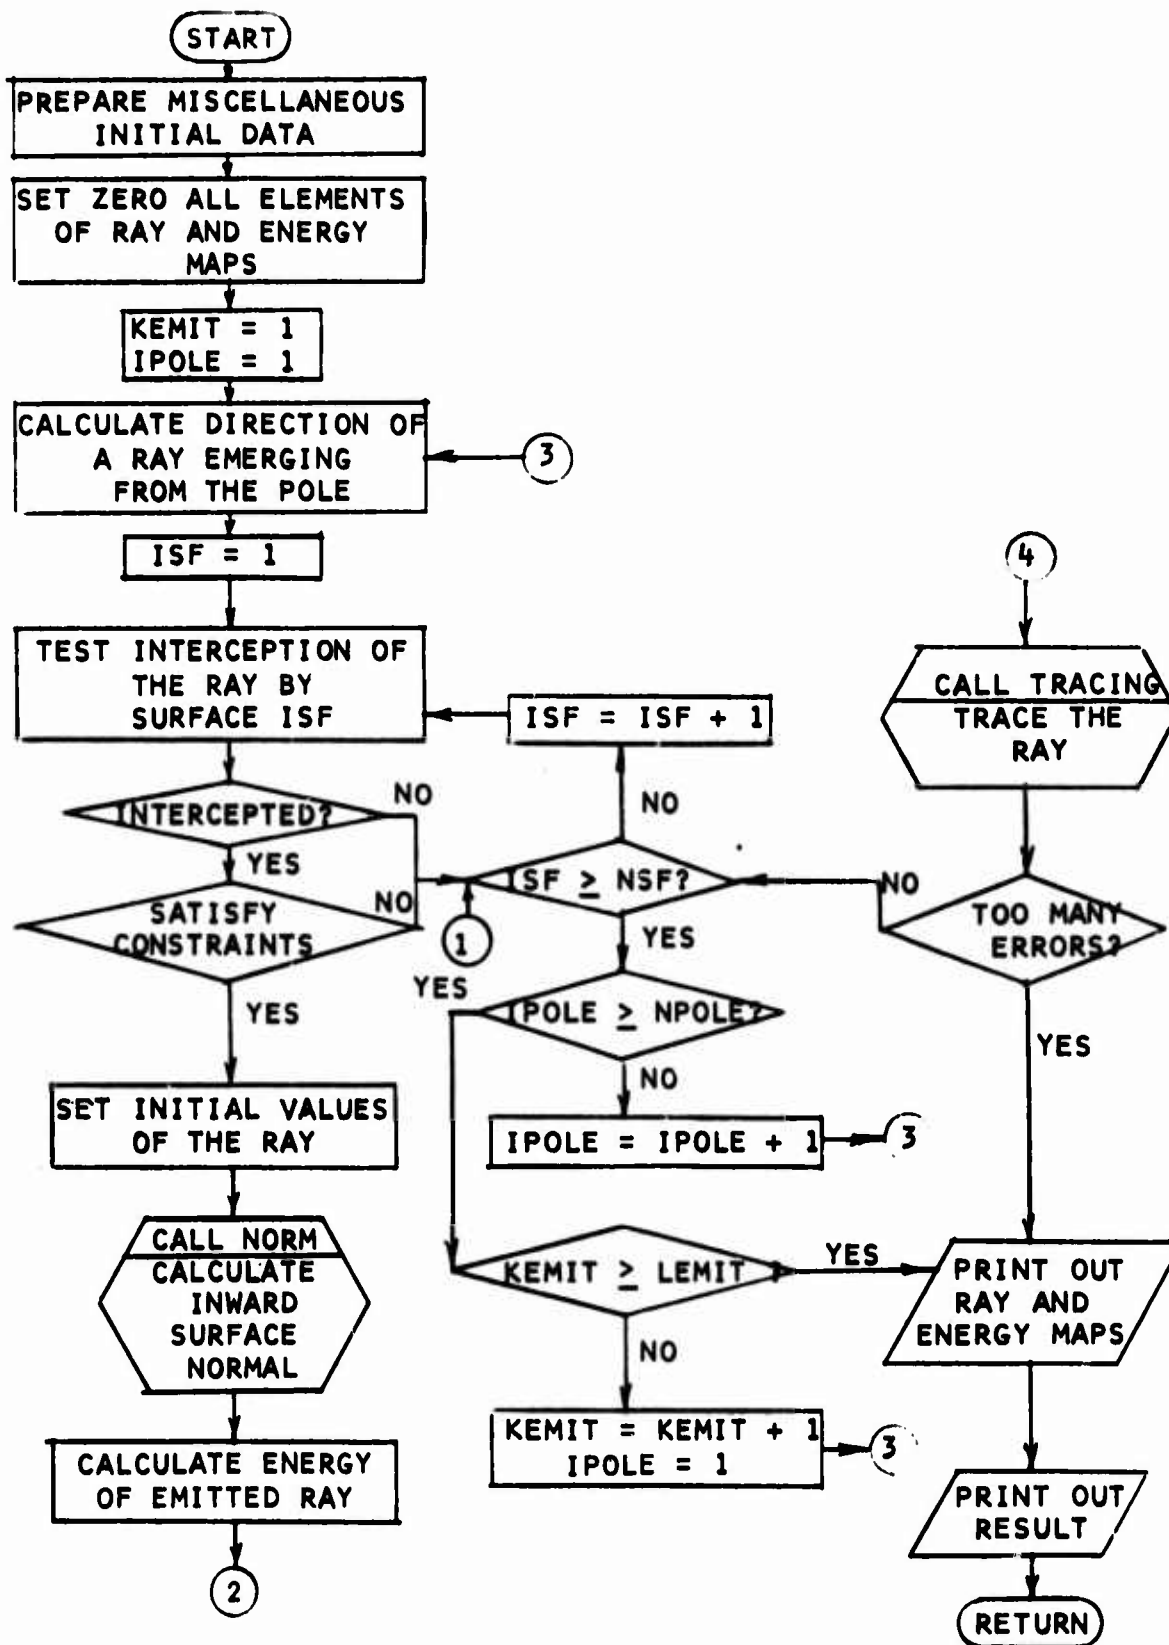 START
PREPARE MISCELLANEOUS
INITIAL DATA
SET ZERO ALL ELEMENTS
OF RAY AND ENERGY
MAPS
KEMIT = 1
IPOLE = 1
CALCULATE DIRECTION OF
A RAY EMERGING
FROM THE POLE
3
ISF = 1
TEST INTERCEPTION OF
THE RAY BY
SURFACE ISF
INTERCEPTED?
NO
YES
SATISFY
CONSTRAINTS
NO
YES
SET INITIAL VALUES
OF THE RAY
CALL NORM
CALCULATE
INWARD
SURFACE
NORMAL
CALCULATE ENERGY
OF EMITTED RAY
2
ISF = ISF + 1
NO
ISF ≥ NSF?
1
YES
IPOLE ≥ NPOLE?
YES
NO
IPOLE = IPOLE + 1
3
KEMIT ≥ LEMIT ?
YES
NO
KEMIT = KEMIT + 1
IPOLE = 1
3
4
CALL TRACING
TRACE THE
RAY
TOO MANY
ERRORS?
NO
YES
PRINT OUT
RAY AND
ENERGY MAPS
PRINT OUT
RESULT
RETURN